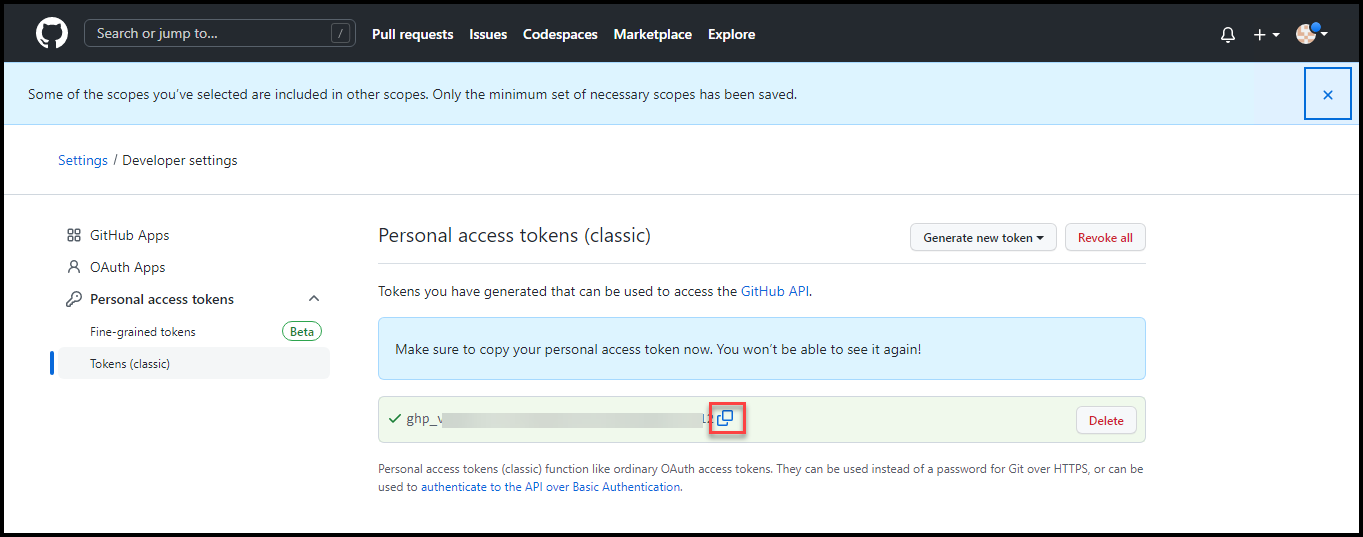 Search or jump to... / Pull requests Issues Codespaces Marketplace Explore
Some of the scopes you've selected are included in other scopes. Only the minimum set of necessary scopes has been saved.
Settings / Developer settings
GitHub Apps
OAuth Apps
Personal access tokens
Fine-grained tokens Beta
Tokens (classic)
Personal access tokens (classic) Generate new token Revoke all
Tokens you have generated that can be used to access the GitHub API.
Make sure to copy your personal access token now. You won't be able to see it again!
Delete
Personal access tokens (classic) function like ordinary OAuth access tokens. They can be used instead of a password for Git over HTTPS, or can be
used to authenticate to the API over Basic Authentication.